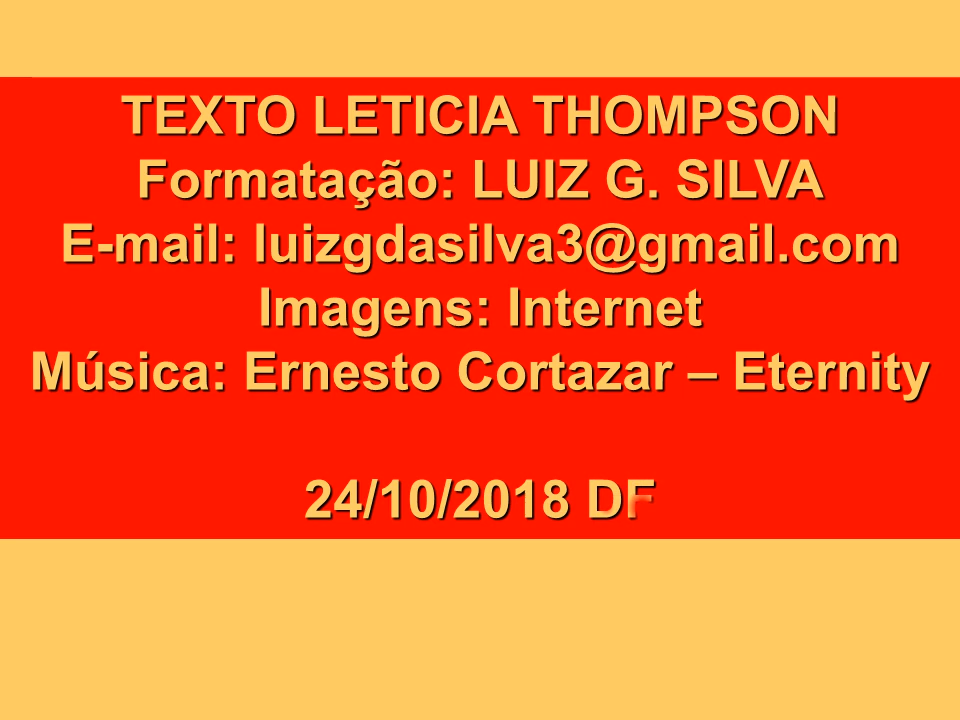 TEXTO LETICIA THOMPSON
Formatação: LUIZ G. SILVA
E-mail: luizgdasilva3@gmail.com
Imagens: Internet
Música: Ernesto Cortazar – Eternity
24/10/2018 DF